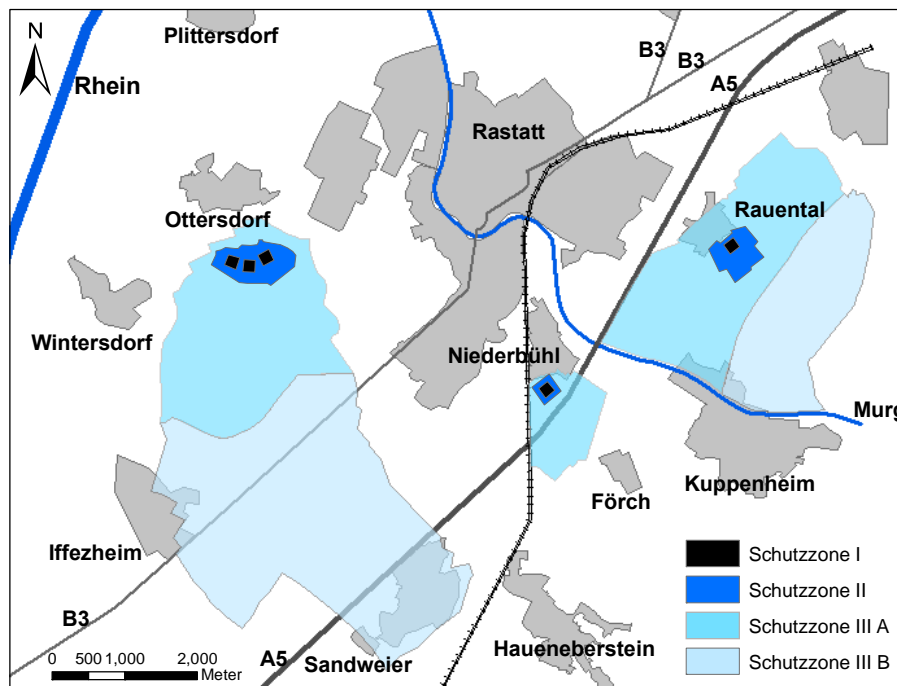 N
Plittersdorf
B3
B3
A5
Rhein
Rastatt
Rauental
Ottersdorf
Wintersdorf
Niederbühl
Murg
Kuppenheim
Förch
Iffezheim
B3
A5
Sandweier
Haueneberstein
Schutzzone I
Schutzzone II
Schutzzone III A
Schutzzone III B
0 500 1,000 2,000
Meter